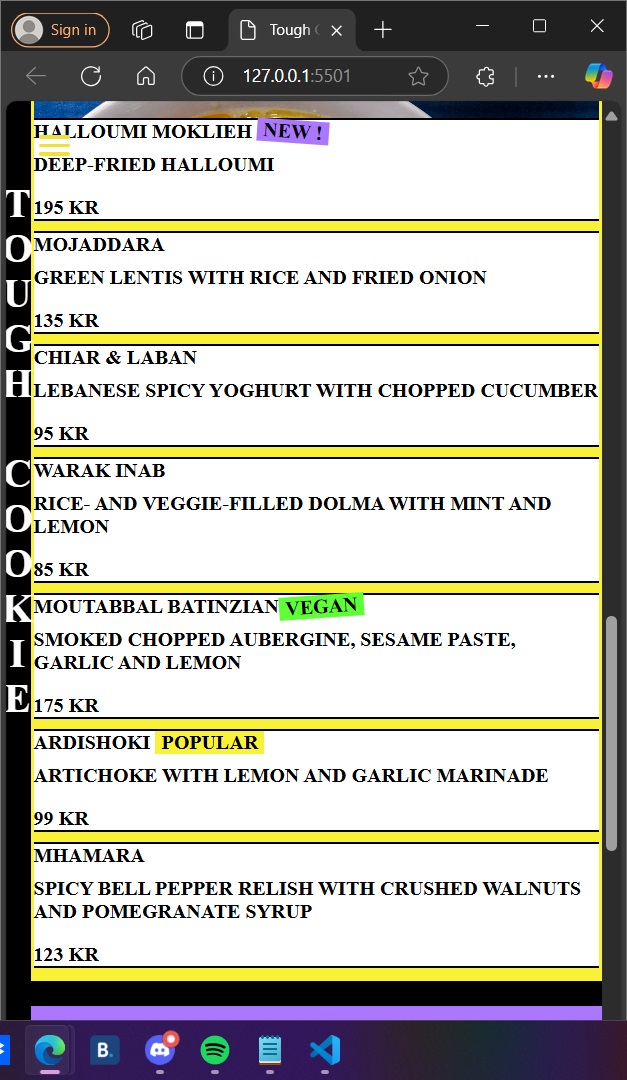 Sign in
Tough C
127.0.0.1:5501
HALLOUMI MOKLIEH NEW !
DEEP-FRIED HALLOUMI
195 KR
MOJADDARA
GREEN LENTIS WITH RICE AND FRIED ONION
135 KR
CHIAR & LABAN
LEBANESE SPICY YOGHURT WITH CHOPPED CUCUMBER
95 KR
WARAK INAB
RICE- AND VEGGIE-FILLED DOLMA WITH MINT AND
LEMON
85 KR
MOUTABBAL BATINZIAN VEGAN
SMOKED CHOPPED AUBERGINE, SESAME PASTE,
GARLIC AND LEMON
175 KR
ARDISHOKI POPULAR
ARTICHOKE WITH LEMON AND GARLIC MARINADE
99 KR
MHAMARA
SPICY BELL PEPPER RELISH WITH CRUSHED WALNUTS
AND POMEGRANATE SYRUP
123 KR
TOUGH COOKIE
B.